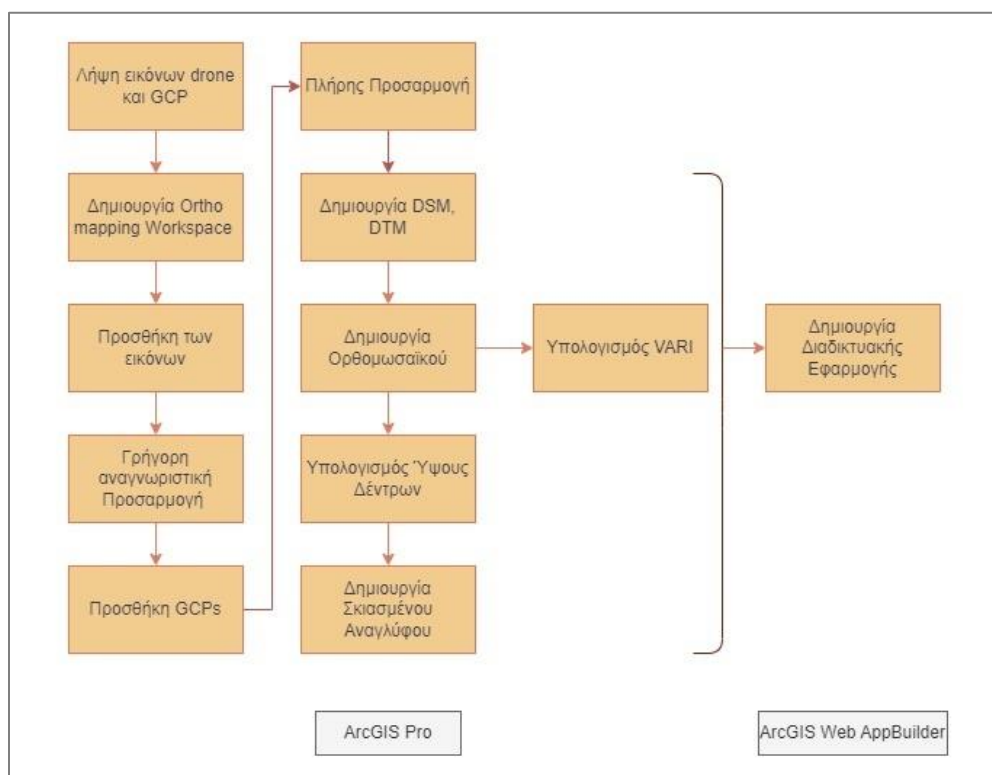 Λήψη εικόνων drone
και GCP
Δημιουργία Ortho
mapping Workspace
Προσθήκη των
εικόνων
Γρήγορη
αναγνωριστική
Προσαρμογή
Προσθήκη GCPs
Πλήρης Προσαρμογή
Δημιουργία DSM,
DTM
Δημιουργία
Ορθομωσαϊκού
Υπολογισμός Ύψους
Δέντρων
Δημιουργία
Σκιασμένου
Αναγλύφου
Υπολογισμός VARI
Δημιουργία
Διαδικτυακής
Εφαρμογής
ArcGIS Pro
ArcGIS Web AppBuilder